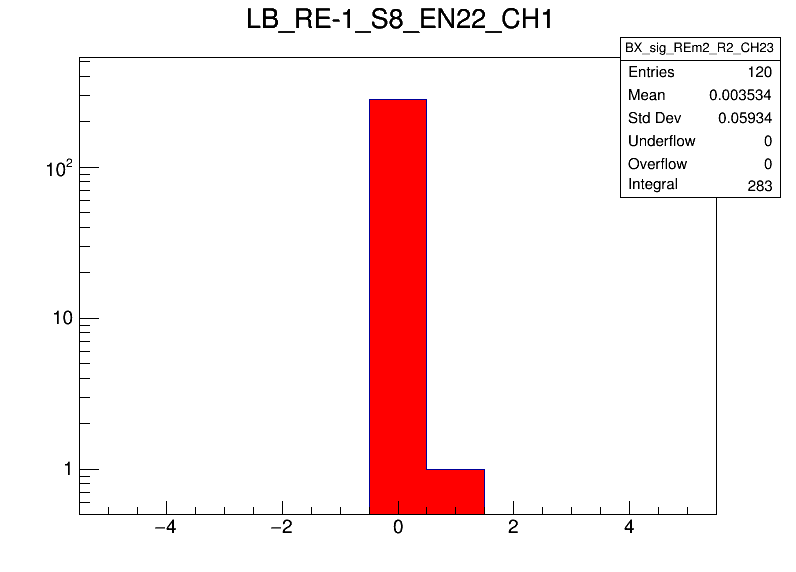 LB_RE-1_S8_EN22_CH1
BX_sig_REm2_R2_CH23
Entries 120
Mean 0.003534
Std Dev 0.05934
Underflow 0
Overflow 0
Integral 283
10²
10
1
−4 −2 0 2 4